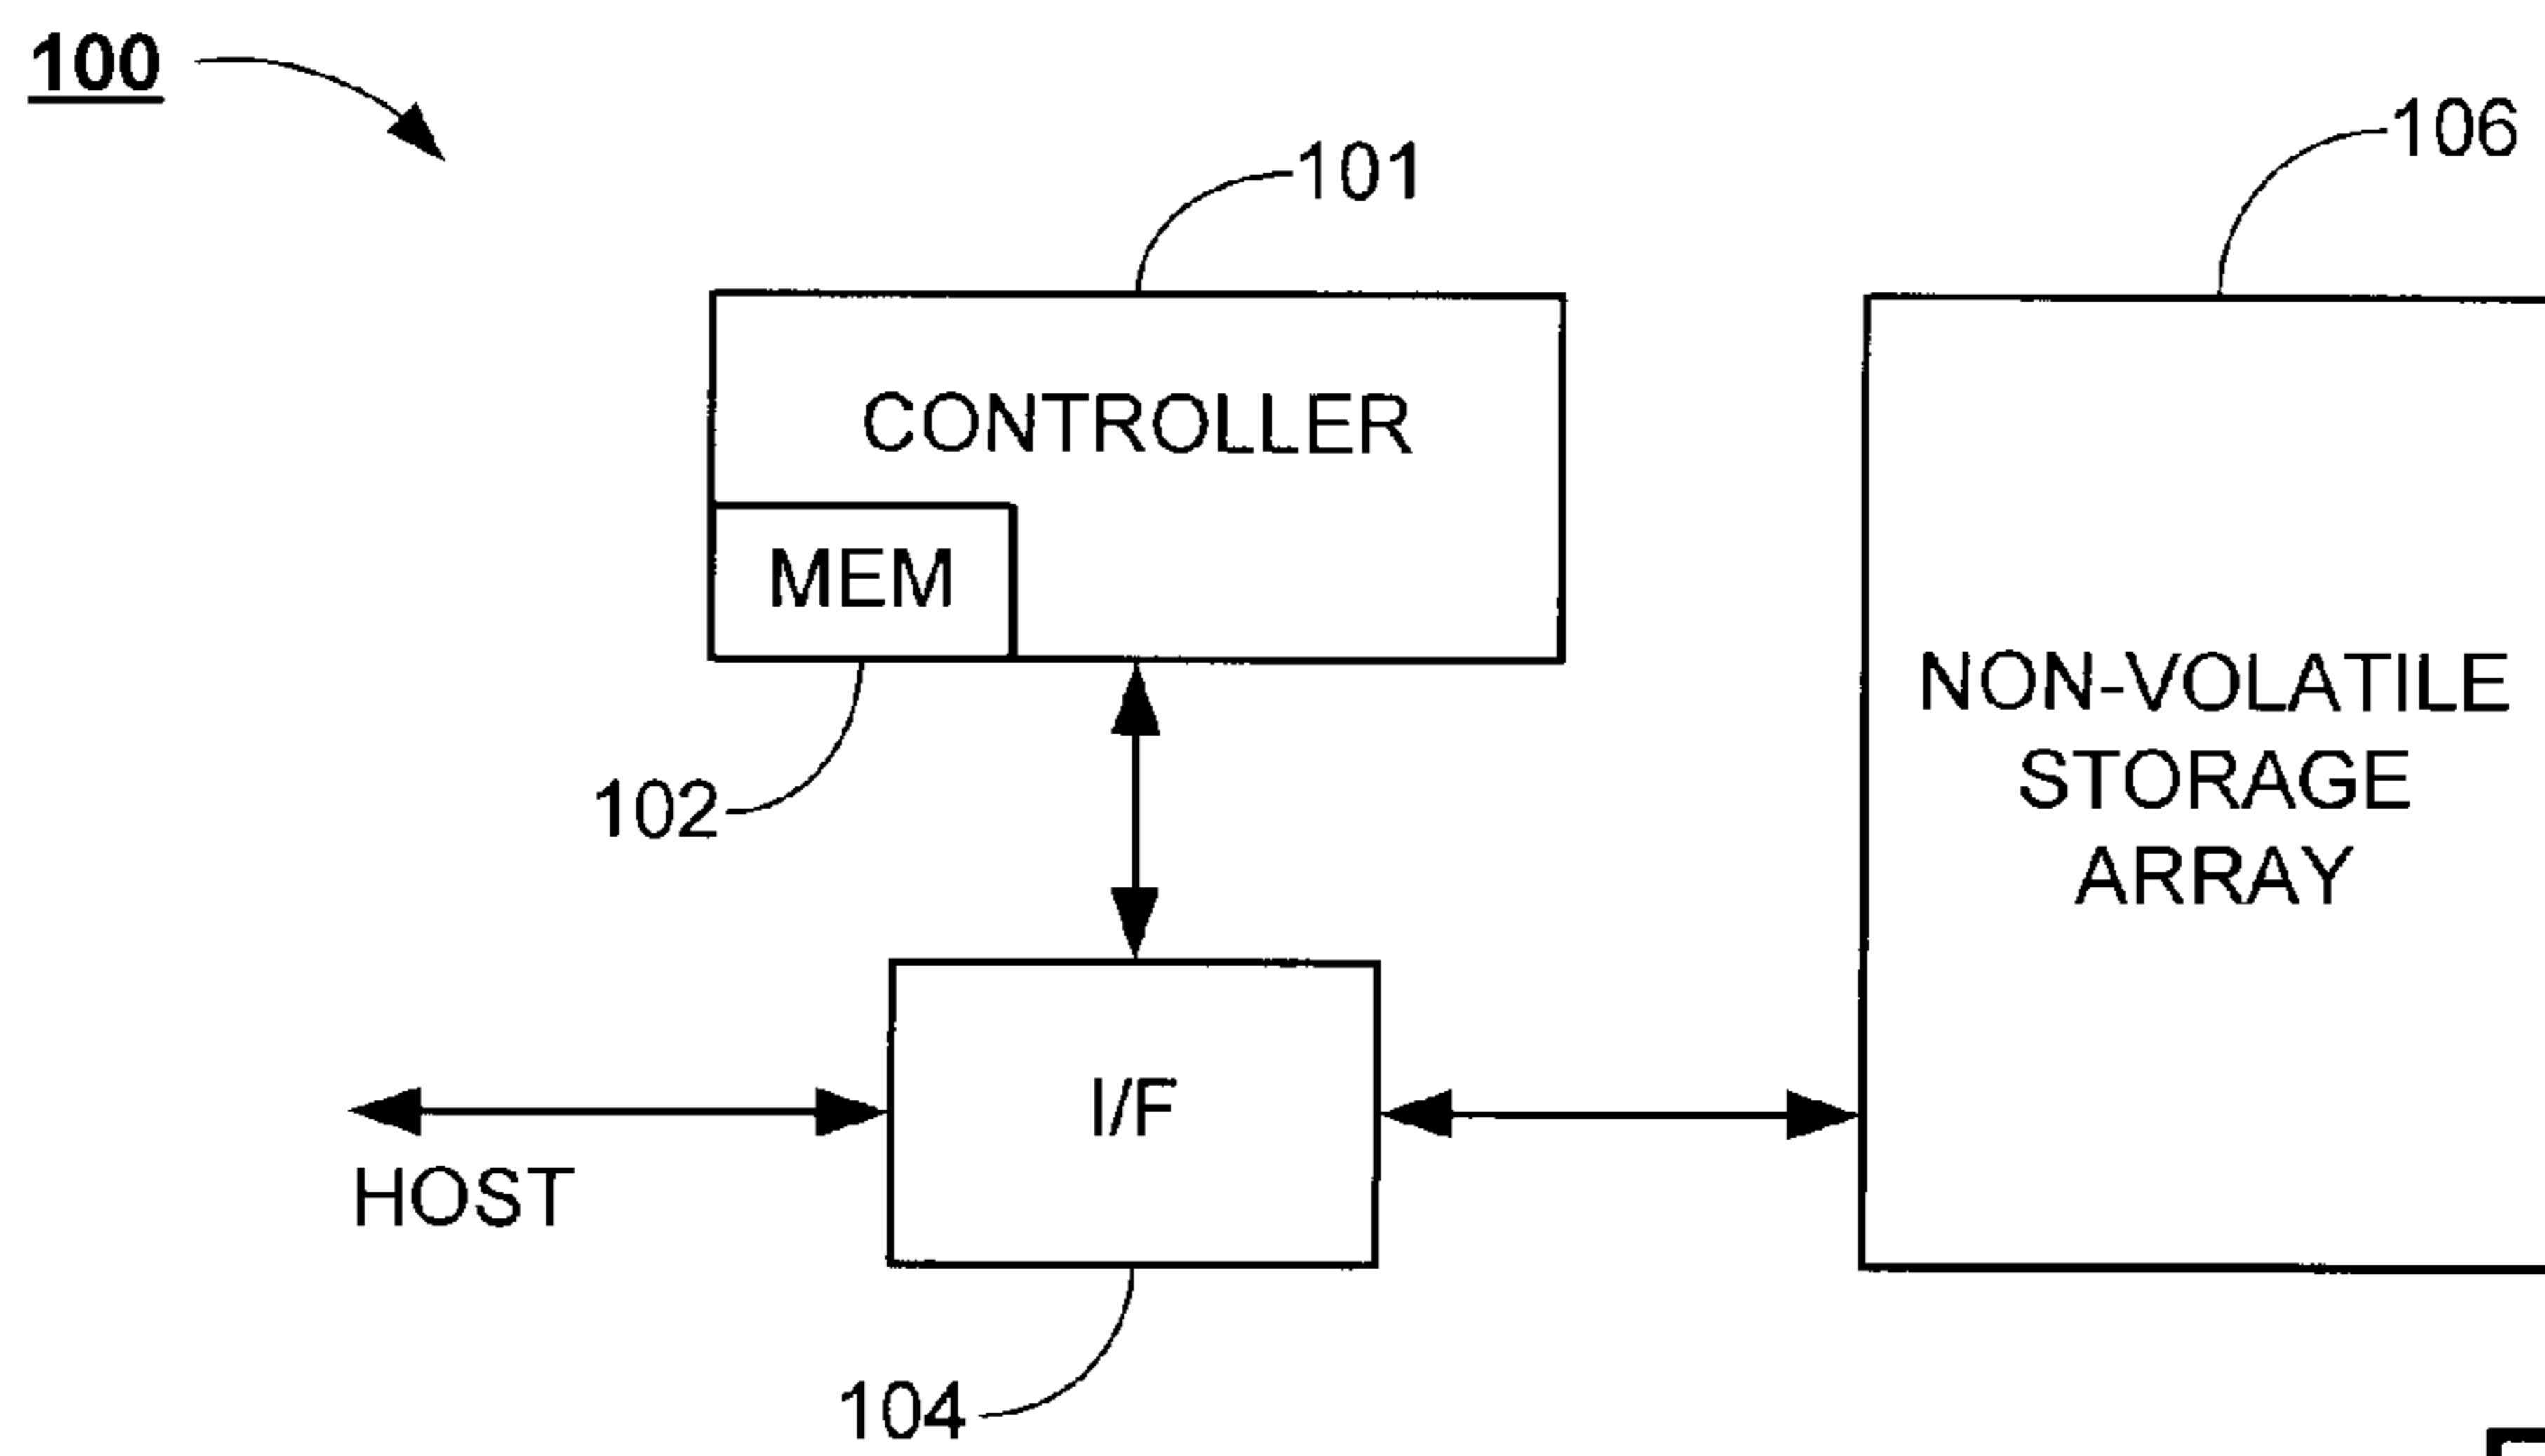 100
106
101
CONTROLLER
MEM
NON-VOLATILE
STORAGE
ARRAY
102
I/F
HOST
104